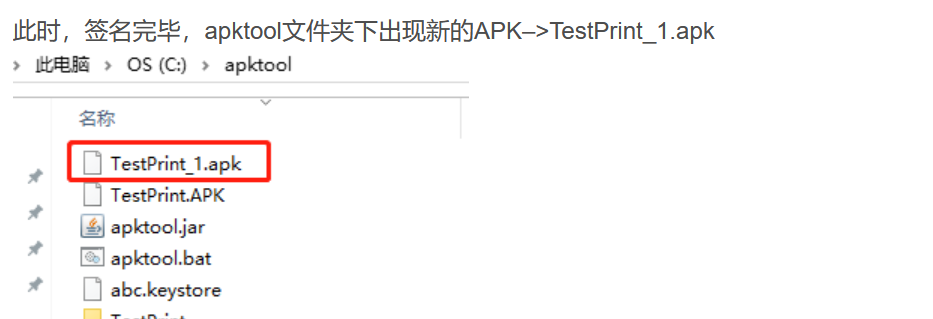 此时，签名完毕，apktool文件夹下出现新的APK–>TestPrint_1.apk
› 此电脑 › OS (C:) › apktool
名称
TestPrint_1.apk
TestPrint.APK
apktool.jar
apktool.bat
abc.keystore
TestPrint